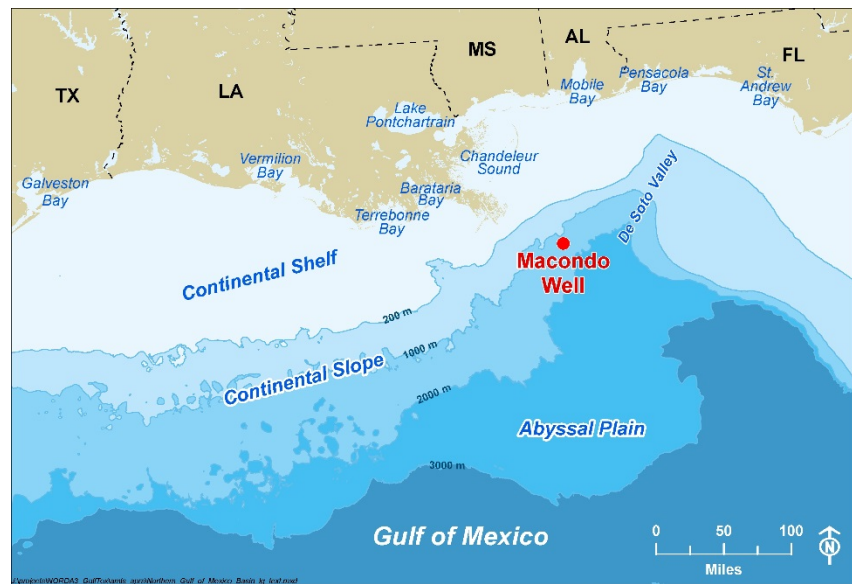 TX
LA
MS
AL
FL
Mobile
Bay
Pensacola
Bay
St.
Andrew
Bay
Lake
Pontchartrain
Galveston
Bay
Vermilion
Bay
Chandeleur
Sound
Barataria
Bay
Terrebonne
Bay
De Soto Valley
Macondo
Well
Continental Shelf
200 m
1000 m
Continental Slope
2000 m
Abyssal Plain
3000 m
Gulf of Mexico
0 50 100
Miles
N